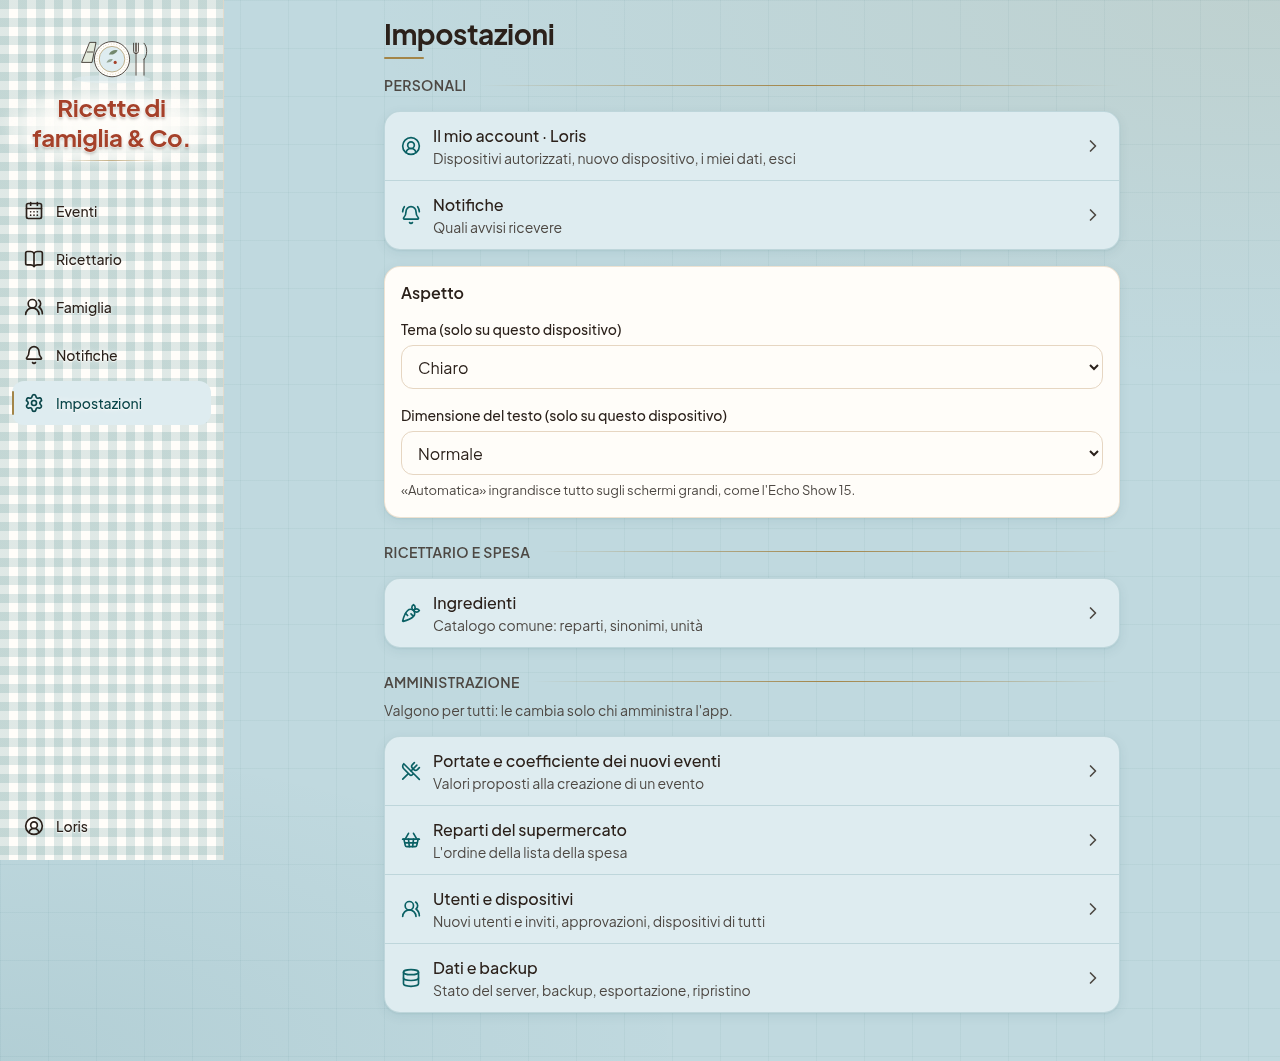 Ricette di
famiglia & Co.
Eventi
Ricettario
Famiglia
Notifiche
Impostazioni
Loris
Impostazioni
PERSONALI
Il mio account · Loris
Dispositivi autorizzati, nuovo dispositivo, i miei dati, esci
Notifiche
Quali avvisi ricevere
Aspetto
Tema (solo su questo dispositivo)
Chiaro
Dimensione del testo (solo su questo dispositivo)
Normale
«Automatica» ingrandisce tutto sugli schermi grandi, come l'Echo Show 15.
RICETTARIO E SPESA
Ingredienti
Catalogo comune: reparti, sinonimi, unità
AMMINISTRAZIONE
Valgono per tutti: le cambia solo chi amministra l'app.
Portate e coefficiente dei nuovi eventi
Valori proposti alla creazione di un evento
Reparti del supermercato
L'ordine della lista della spesa
Utenti e dispositivi
Nuovi utenti e inviti, approvazioni, dispositivi di tutti
Dati e backup
Stato del server, backup, esportazione, ripristino